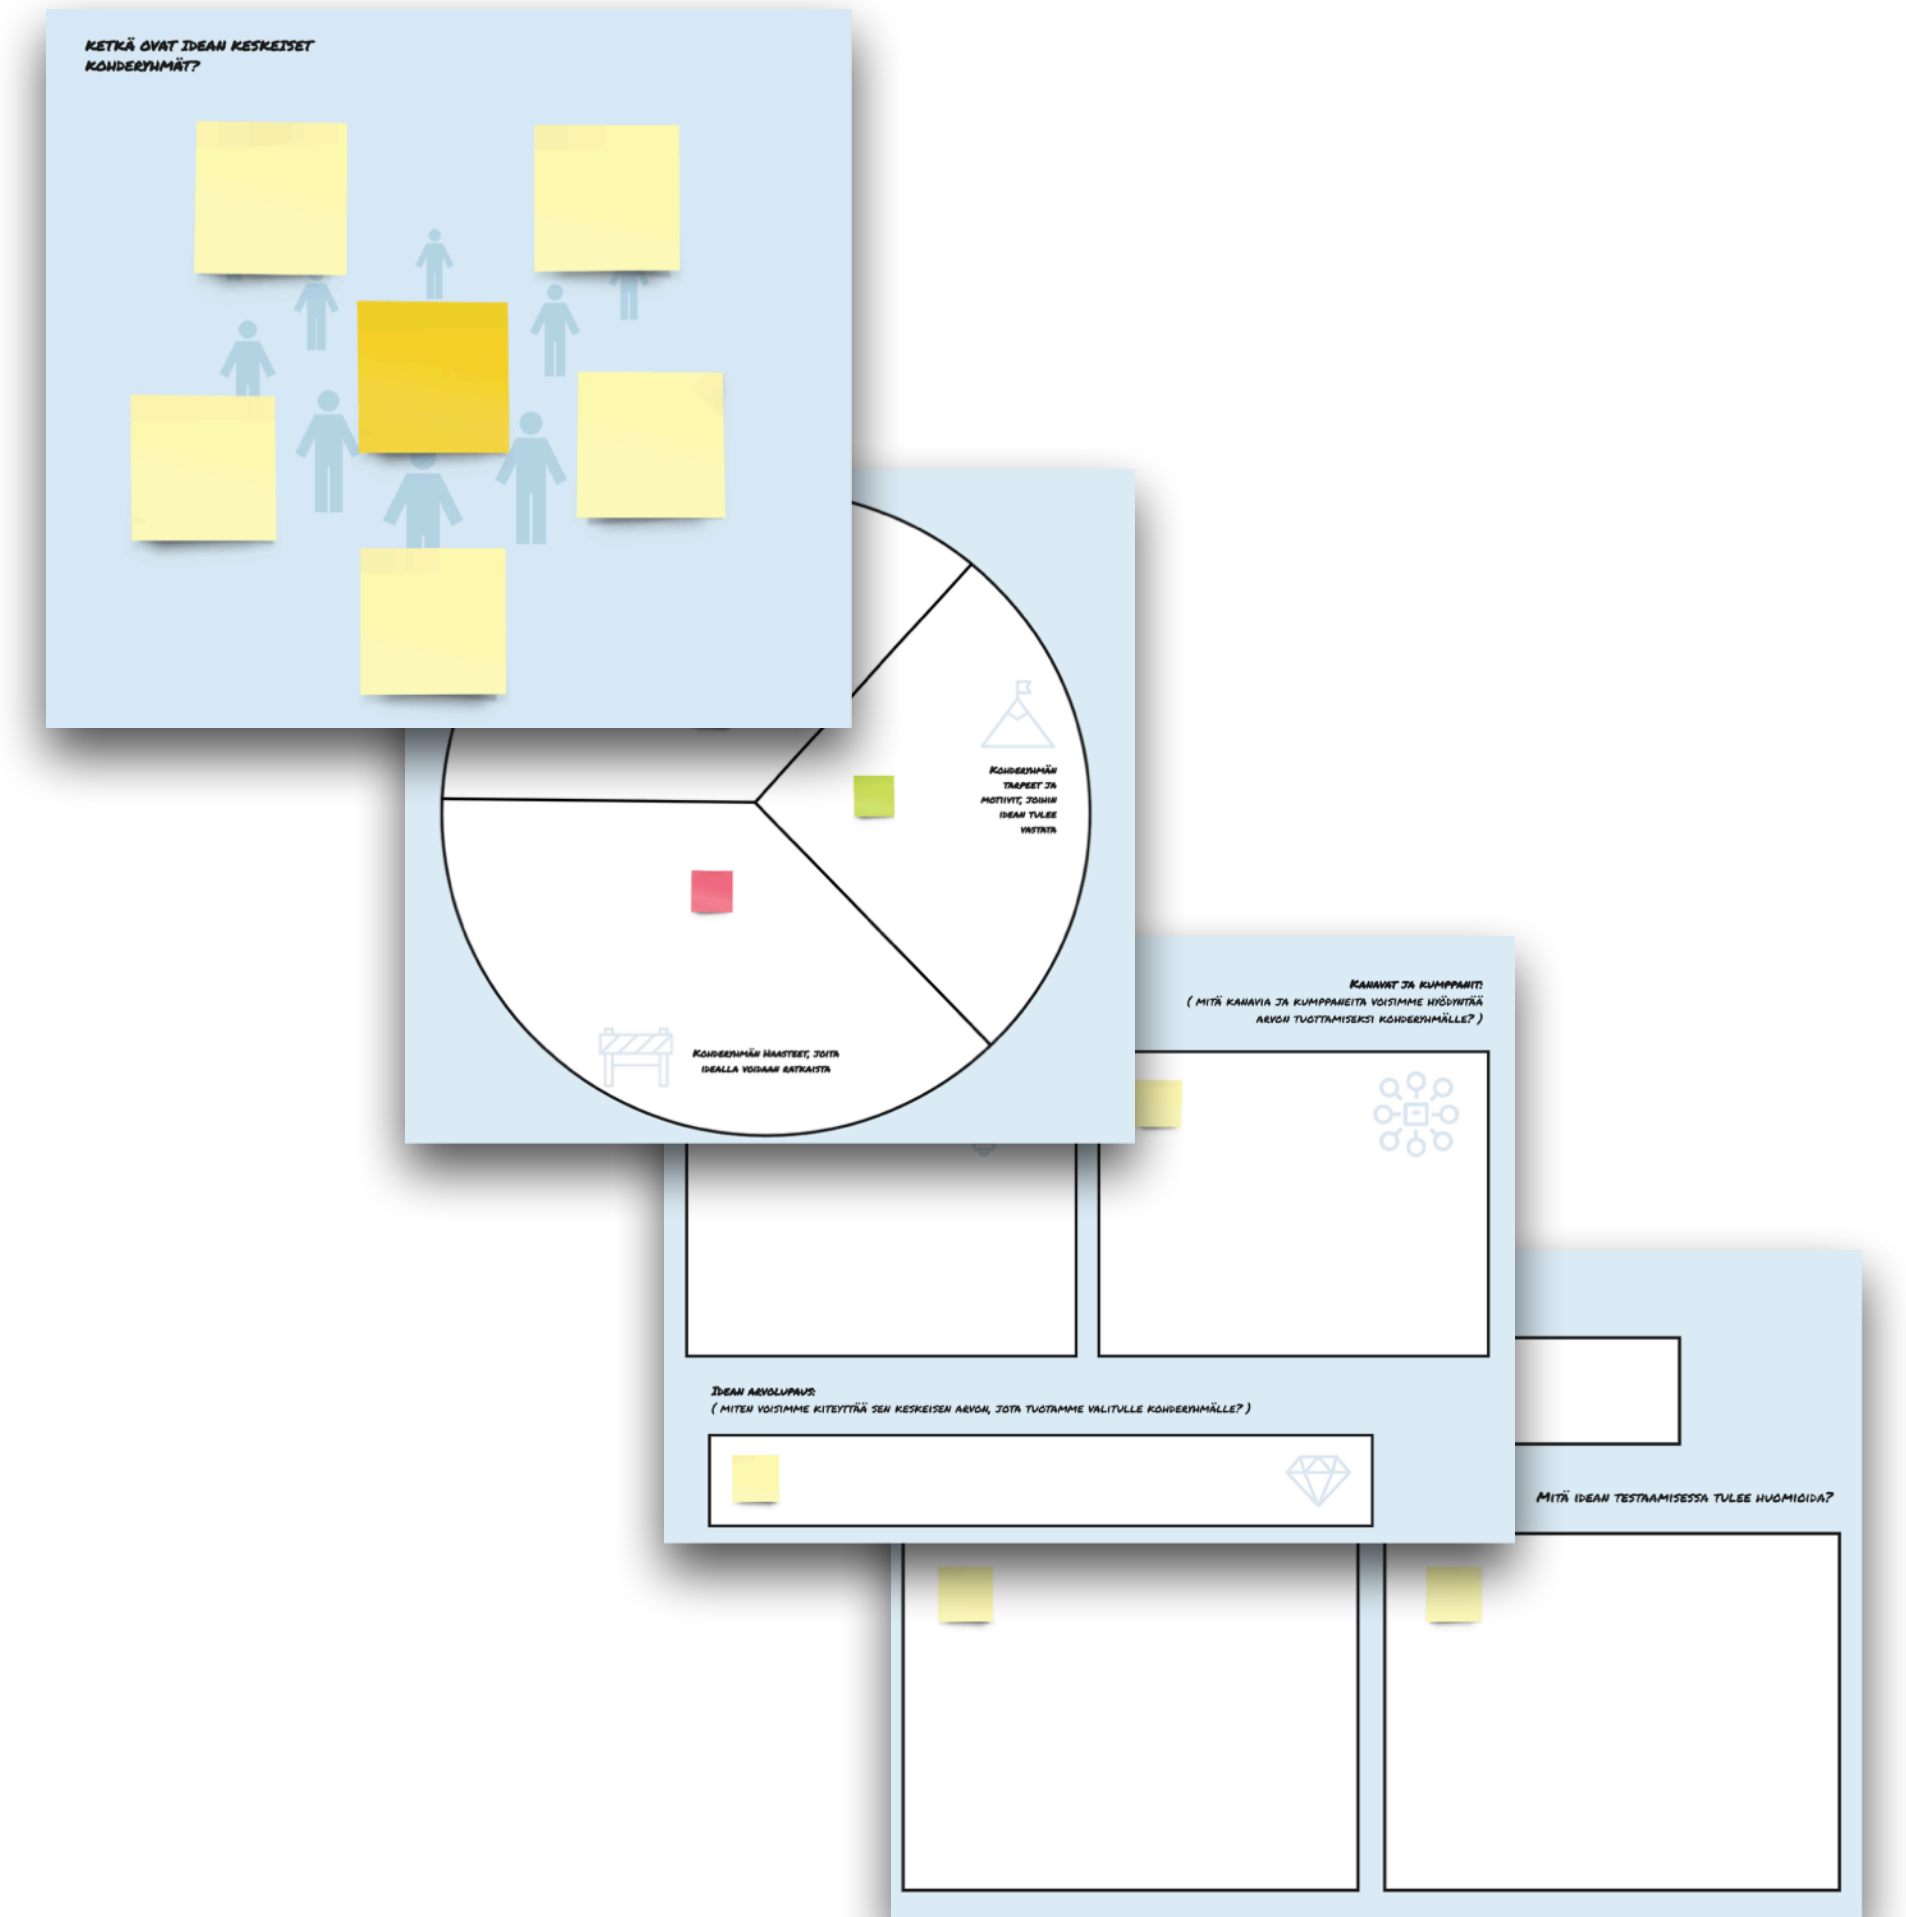 KETKÄ OVAT IDEAN KESKEISET
KOHDERYHMÄT?
KOHDERYHMÄN
TARPEET JA
MOTIIVIT, JOIHIN
IDEAN TULEE
VASTATA
KOHDERYHMÄN HAASTEET, JOITA
IDEALLA VOIDAAN RATKAISTA
KANAVAT JA KUMPPANIT:
( MITÄ KANAVIA JA KUMPPANEITA VOISIMME HYÖDYNTÄÄ
ARVON TUOTTAMISEKSI KOHDERYHMÄLLE? )
IDEAN ARVOLUPAUS:
( MITEN VOISIMME KITEYTTÄÄ SEN KESKEISEN ARVON, JOTA TUOTAMME VALITULLE KOHDERYHMÄLLE? )
MITÄ IDEAN TESTAAMISESSA TULEE HUOMIOIDA?